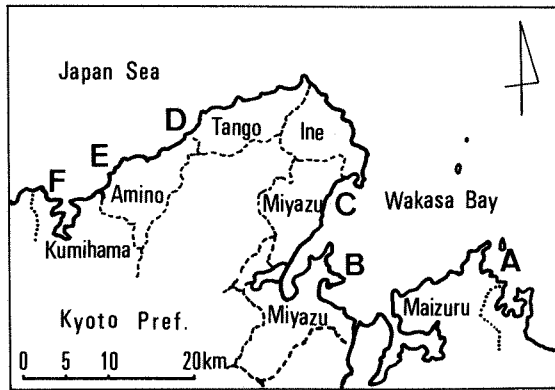 Japan Sea
D
Tango
Ine
E
F
Amino
Miyazu
C
Wakasa Bay
Kumihama
B
A
Miyazu
Maizuru
Kyoto Pref.
0 5 10 20km